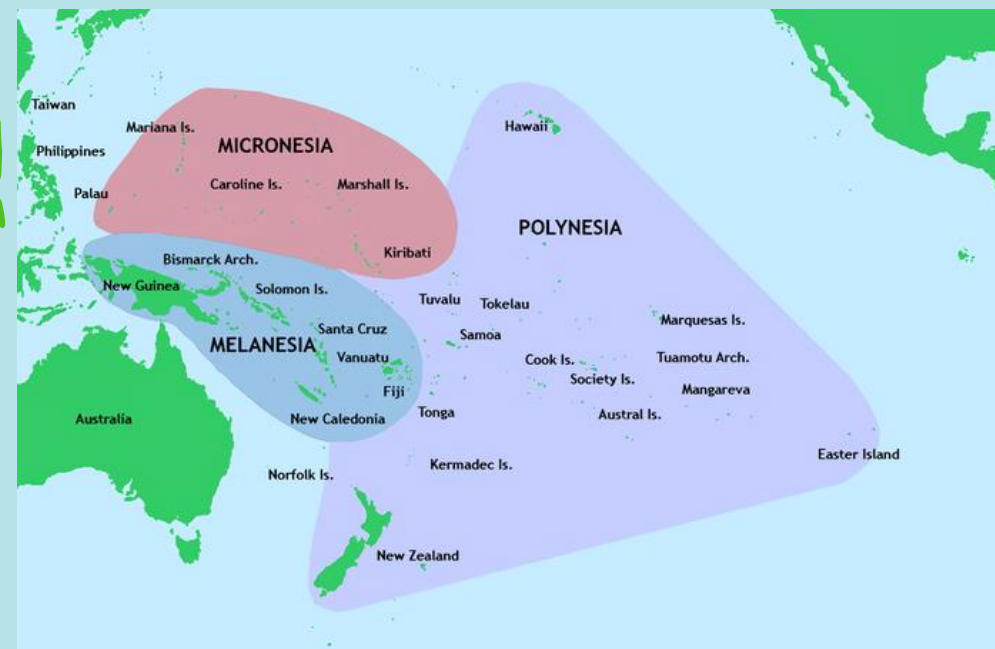 Taiwan
Hawaii
Mariana Is.
MICRONESIA
Philippines
Caroline Is.
Marshall Is.
Palau
POLYNESIA
Kiribati
Bismarck Arch.
New Guinea
Solomon Is.
Tuvalu
Tokelau
Marquesas Is.
Santa Cruz
Samoa
MELANESIA
Vanuatu
Cook Is.
Tuamotu Arch.
Society Is.
Fiji
Mangareva
Tonga
Austral Is.
Australia
New Caledonia
Easter Island
Kermadec Is.
Norfolk Is.
New Zealand